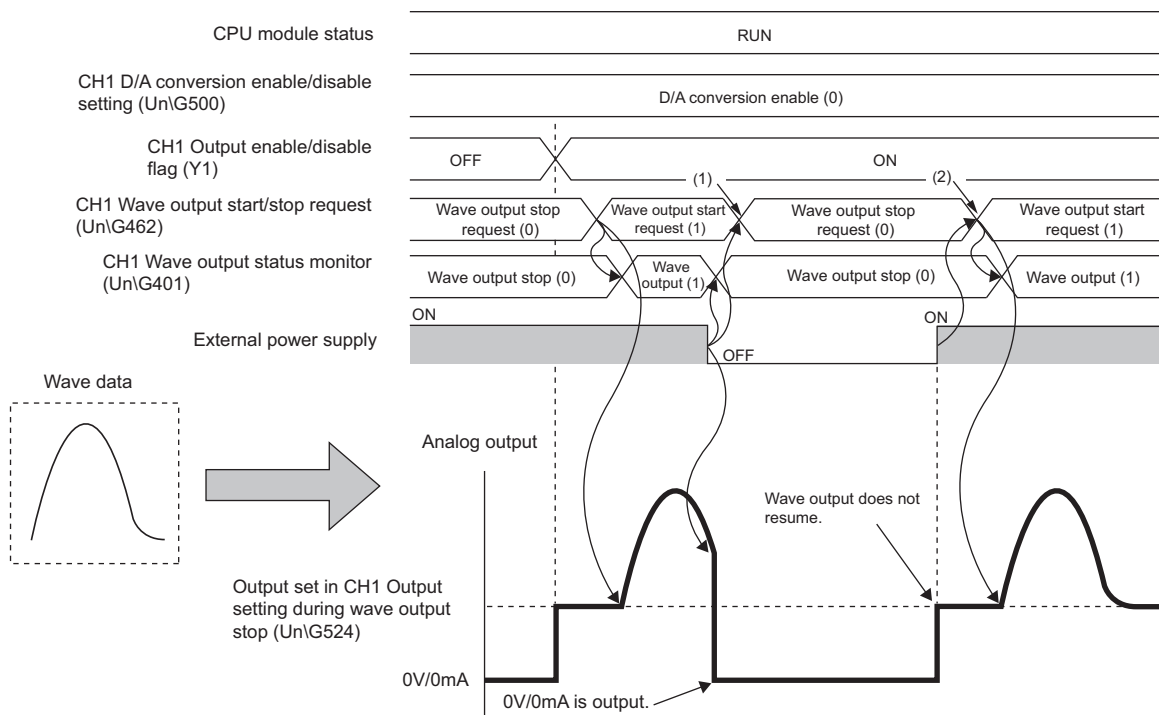 CPU module status
RUN
CH1 D/A conversion enable/disable
setting (Un\G500)
D/A conversion enable (0)
CH1 Output enable/disable
flag (Y1)
OFF
ON
(1)
(2)
CH1 Wave output start/stop request
(Un\G462)
Wave output stop
request (0)
Wave output start
request (1)
Wave output stop
request (0)
Wave output start
request (1)
CH1 Wave output status monitor
(Un\G401)
Wave output stop (0)
Wave
output (1)
Wave output stop (0)
Wave output (1)
External power supply
ON
OFF
ON
Wave data
Analog output
Wave output does not
resume.
Output set in CH1 Output
setting during wave output
stop (Un\G524)
0V/0mA
0V/0mA is output.